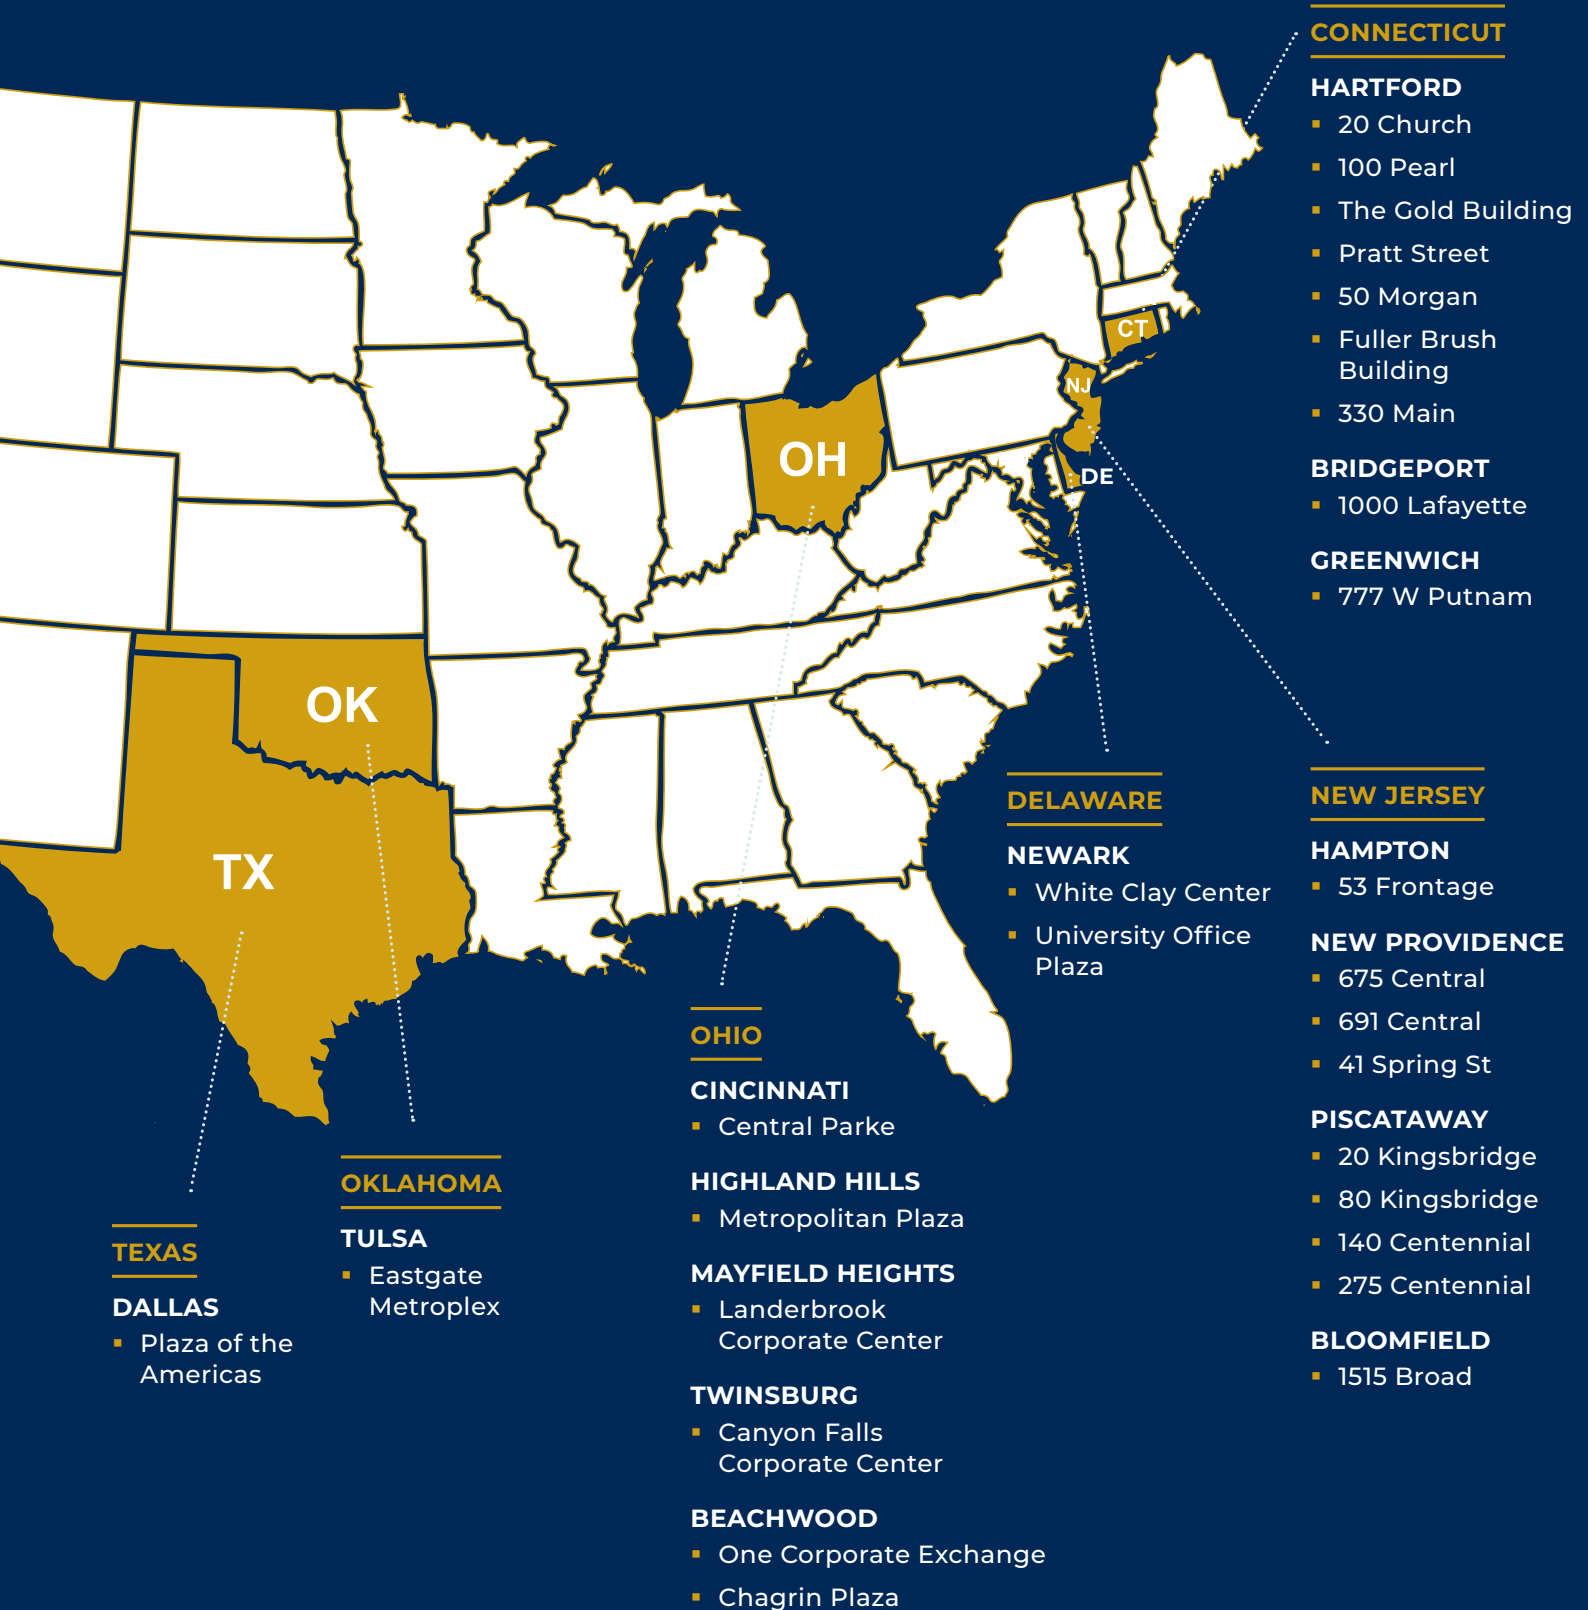 CONNECTICUT
HARTFORD
▪ 20 Church
▪ 100 Pearl
▪ The Gold Building
▪ Pratt Street
▪ 50 Morgan
▪ Fuller Brush
Building
▪ 330 Main
BRIDGEPORT
▪ 1000 Lafayette
GREENWICH
▪ 777 W Putnam
CT
NJ
OH
DE
OK
TX
DELAWARE
NEWARK
▪ White Clay Center
▪ University Office
Plaza
NEW JERSEY
HAMPTON
▪ 53 Frontage
NEW PROVIDENCE
▪ 675 Central
▪ 691 Central
▪ 41 Spring St
PISCATAWAY
▪ 20 Kingsbridge
▪ 80 Kingsbridge
▪ 140 Centennial
▪ 275 Centennial
BLOOMFIELD
▪ 1515 Broad
OHIO
CINCINNATI
▪ Central Parke
HIGHLAND HILLS
▪ Metropolitan Plaza
MAYFIELD HEIGHTS
▪ Landerbrook
Corporate Center
TWINSBURG
▪ Canyon Falls
Corporate Center
BEACHWOOD
▪ One Corporate Exchange
▪ Chagrin Plaza
OKLAHOMA
TULSA
▪ Eastgate
Metroplex
TEXAS
DALLAS
▪ Plaza of the
Americas